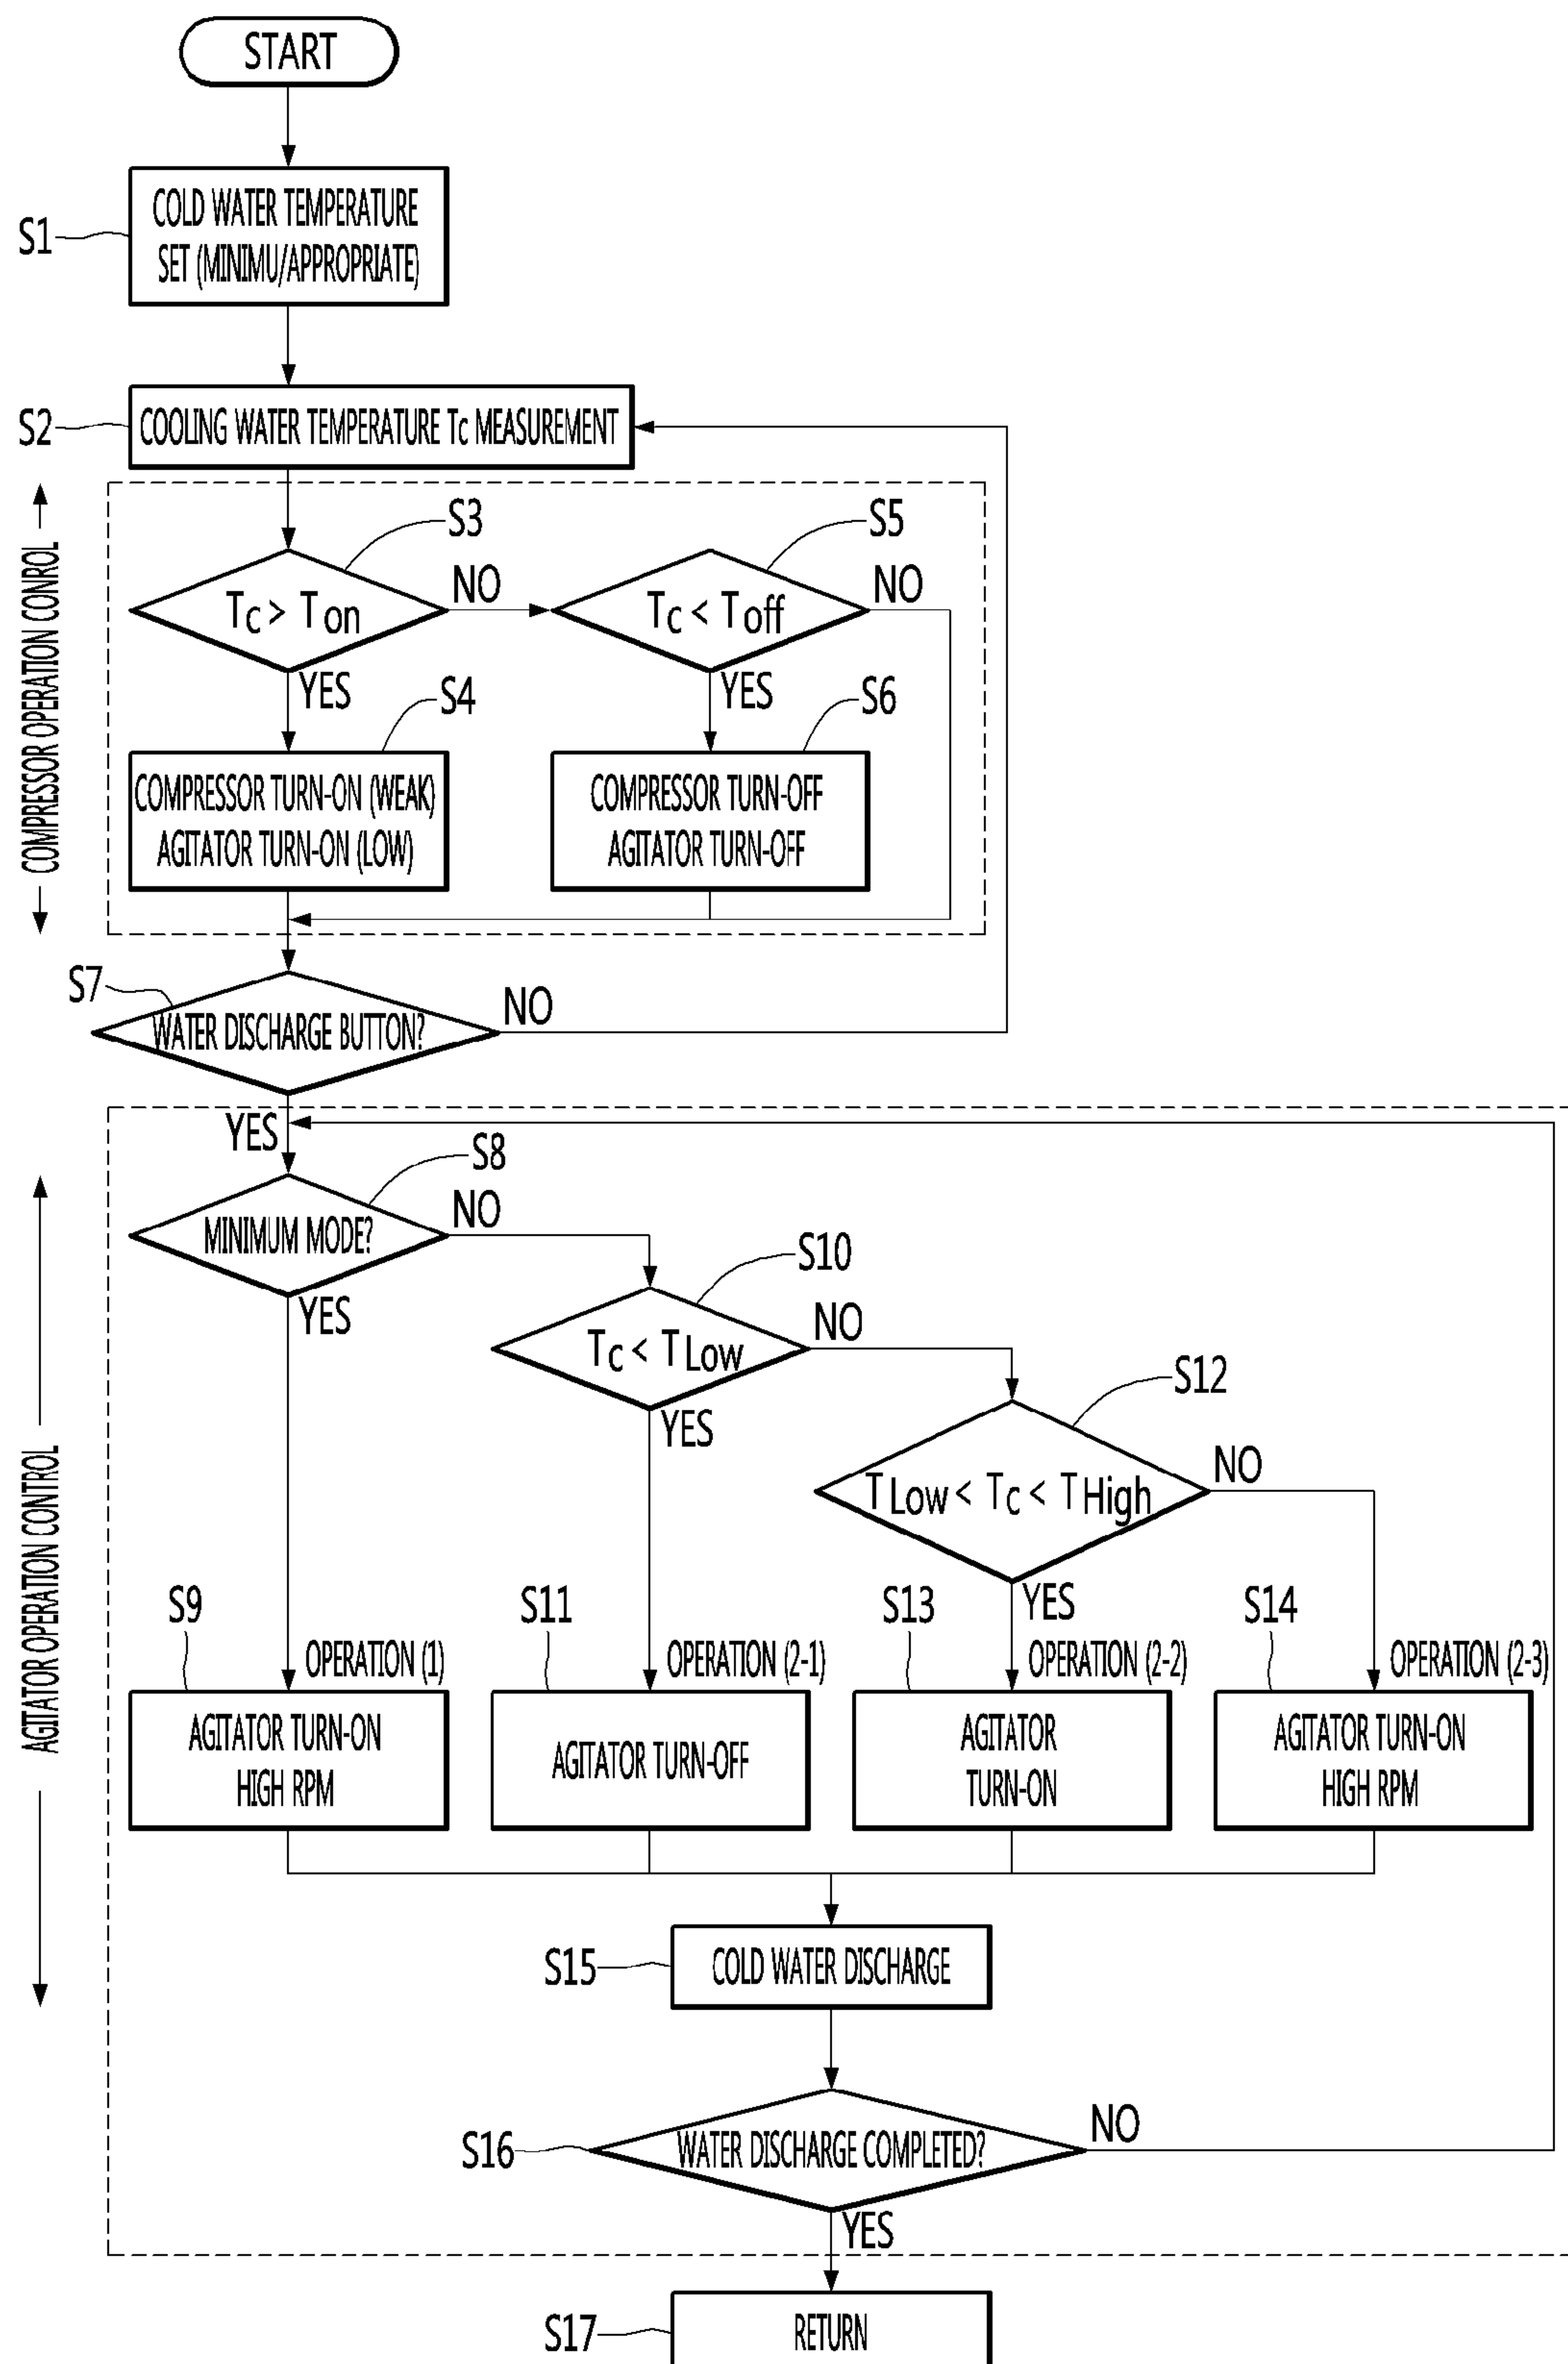 START
S1
COLD WATER TEMPERATURE
SET (MINIMU/APPROPRIATE)
S2
COOLING WATER TEMPERATURE Tc MEASUREMENT
COMPRESSOR OPERATION CONROL
S3
Tc > Ton
NO
YES
S5
Tc < Toff
NO
YES
S4
COMPRESSOR TURN-ON (WEAK)
AGITATOR TURN-ON (LOW)
S6
COMPRESSOR TURN-OFF
AGITATOR TURN-OFF
S7
WATER DISCHARGE BUTTON?
NO
YES
AGITATOR OPERATION CONTROL
S8
MINIMUM MODE?
NO
YES
S10
Tc < TLow
NO
YES
S12
TLow < Tc < THigh
NO
YES
S9
OPERATION (1)
AGITATOR TURN-ON
HIGH RPM
S11
OPERATION (2-1)
AGITATOR TURN-OFF
S13
OPERATION (2-2)
AGITATOR
TURN-ON
S14
OPERATION (2-3)
AGITATOR TURN-ON
HIGH RPM
S15
COLD WATER DISCHARGE
S16
WATER DISCHARGE COMPLETED?
NO
YES
S17
RETURN